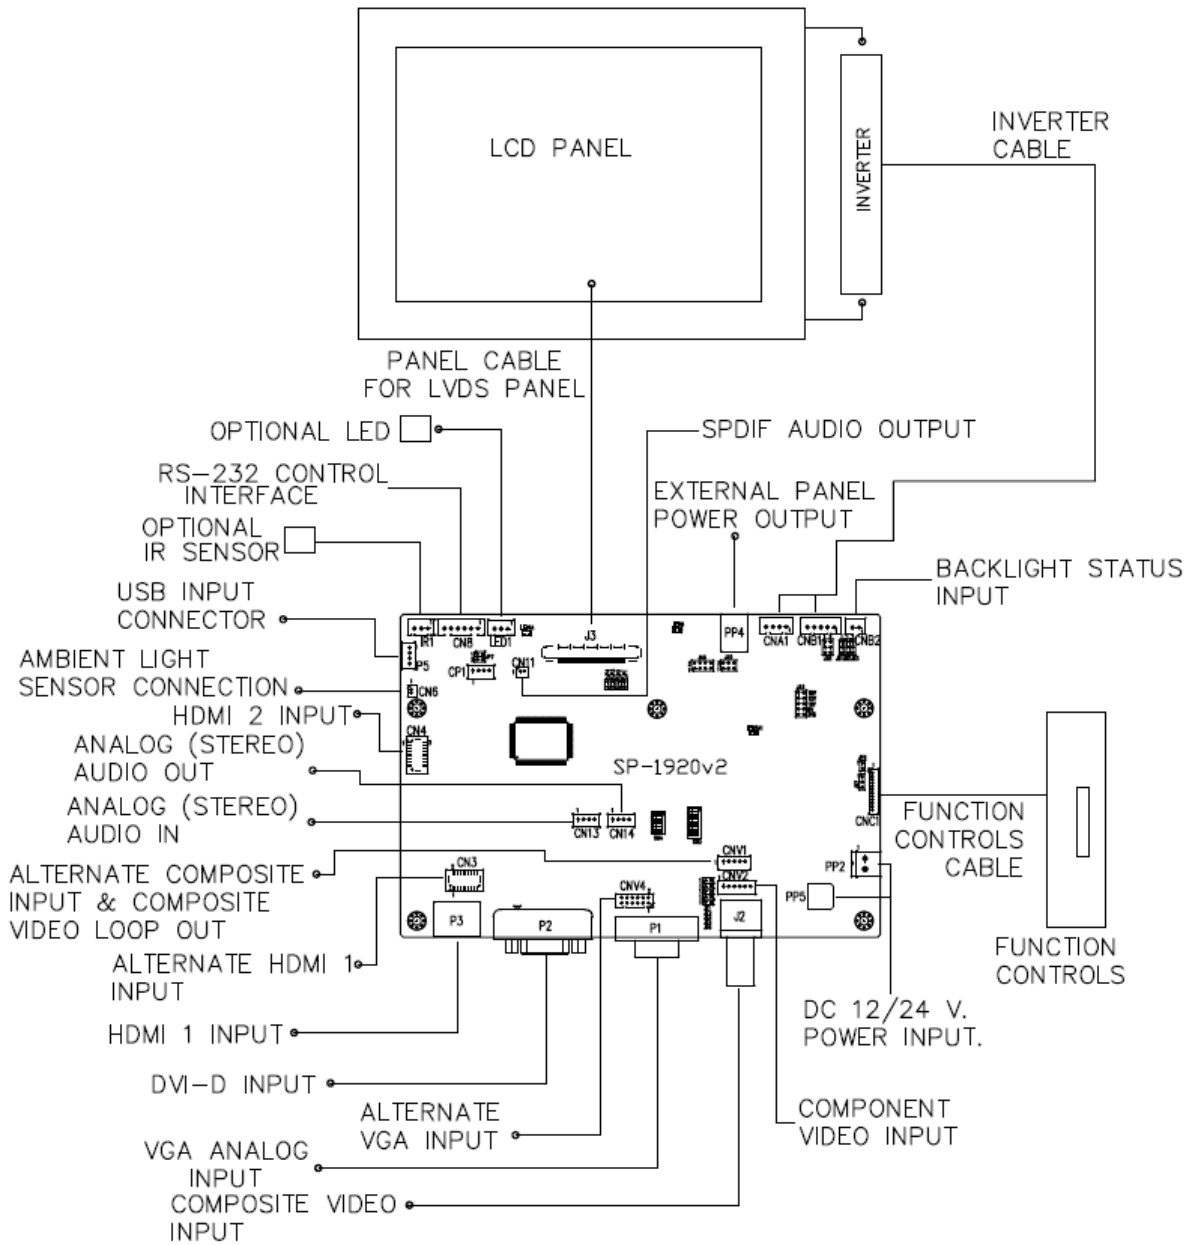 LCD PANEL
INVERTER
INVERTER
CABLE
PANEL CABLE
FOR LVDS PANEL
OPTIONAL LED
SPDIF AUDIO OUTPUT
RS-232 CONTROL
INTERFACE
EXTERNAL PANEL
POWER OUTPUT
OPTIONAL
IR SENSOR
BACKLIGHT STATUS
INPUT
USB INPUT
CONNECTOR
IR1
CN8
LED1
J3
PP4
CNA1
CNB1
CNB2
P5
CP1
CN11
AMBIENT LIGHT
SENSOR CONNECTION
CN6
HDMI 2 INPUT
CN4
ANALOG (STEREO)
AUDIO OUT
SP-1920v2
ANALOG (STEREO)
AUDIO IN
CN13
CN14
CNC1
FUNCTION
CONTROLS
CABLE
ALTERNATE COMPOSITE
INPUT & COMPOSITE
VIDEO LOOP OUT
CN3
CNV1
CNV2
CNV4
PP2
PP5
P3
P2
P1
J2
ALTERNATE HDMI 1
INPUT
FUNCTION
CONTROLS
DC 12/24 V.
POWER INPUT.
HDMI 1 INPUT
DVI-D INPUT
ALTERNATE
VGA INPUT
COMPONENT
VIDEO INPUT
VGA ANALOG
INPUT
COMPOSITE VIDEO
INPUT